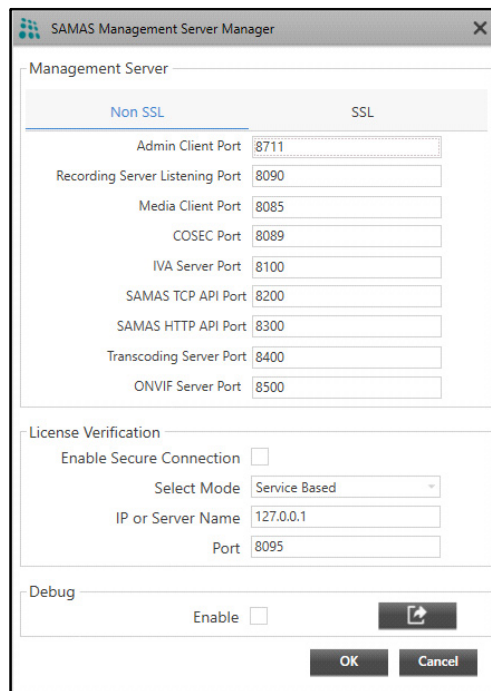 SAMAS Management Server Manager
Management Server
Non SSL SSL
Admin Client Port 8711
Recording Server Listening Port 8090
Media Client Port 8085
COSEC Port 8089
IVA Server Port 8100
SAMAS TCP API Port 8200
SAMAS HTTP API Port 8300
Transcoding Server Port 8400
ONVIF Server Port 8500
License Verification
Enable Secure Connection
Select Mode Service Based
IP or Server Name 127.0.0.1
Port 8095
Debug
Enable
OK Cancel